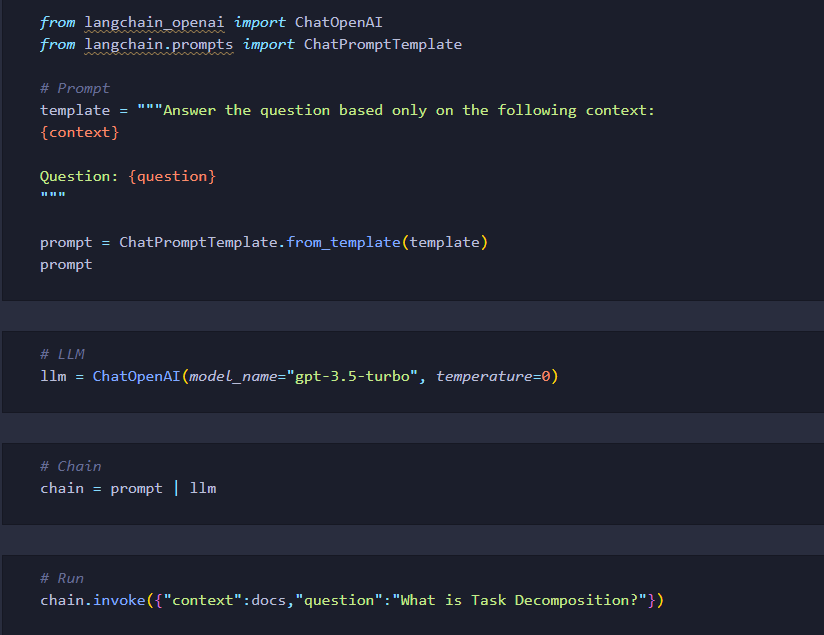 from langchain_openai import ChatOpenAI
from langchain.prompts import ChatPromptTemplate
# Prompt
template = """Answer the question based only on the following context:
{context}
Question: {question}
"""
prompt = ChatPromptTemplate.from_template(template)
prompt
# LLM
llm = ChatOpenAI(model_name="gpt-3.5-turbo", temperature=0)
# Chain
chain = prompt | llm
# Run
chain.invoke({"context":docs,"question":"What is Task Decomposition?"})